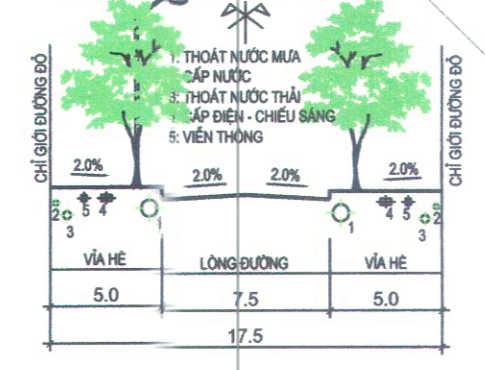 1. THOÁT NƯỚC MƯA
CẤP NƯỚC
3: THOÁT NƯỚC THẢI
CẤP ĐIỆN - CHIẾU SÁNG
5: VIỄN THÔNG
CHỈ GIỚI ĐƯỜNG ĐỎ
CHỈ GIỚI ĐƯỜNG ĐỎ
2.0% 2.0% 2.0% 2.0%
2 3 5 4 1 1 4 5 3 2
VỈA HÈ LÒNG ĐƯỜNG VỈA HÈ
5.0 7.5 5.0
17.5